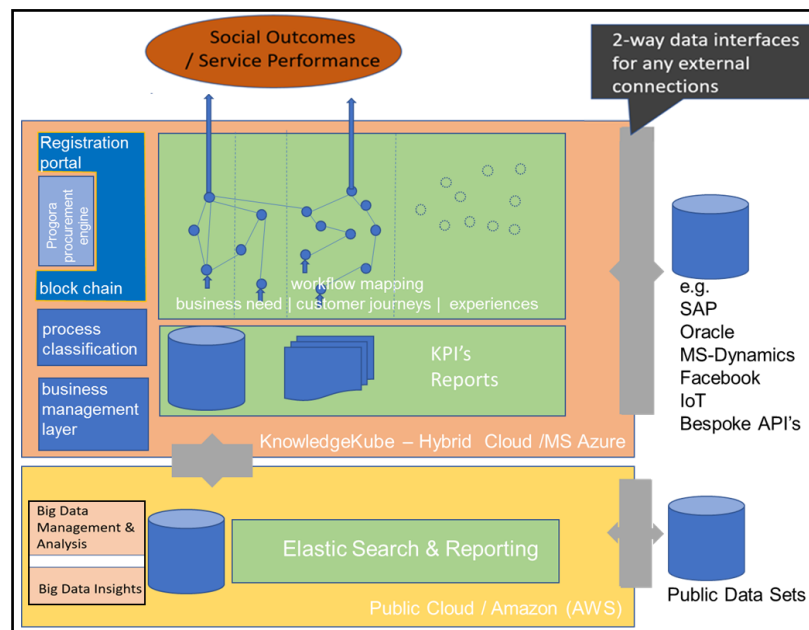 Social Outcomes
/ Service Performance
2-way data interfaces
for any external
connections
Registration
portal
Progora
procurement
engine
block chain
workflow mapping
business need | customer journeys | experiences
process
classification
business
management
layer
KPI's
Reports
KnowledgeKube – Hybrid Cloud /MS Azure
e.g.
SAP
Oracle
MS-Dynamics
Facebook
IoT
Bespoke API's
Big Data
Management &
Analysis
Big Data Insights
Elastic Search & Reporting
Public Cloud / Amazon (AWS)
Public Data Sets